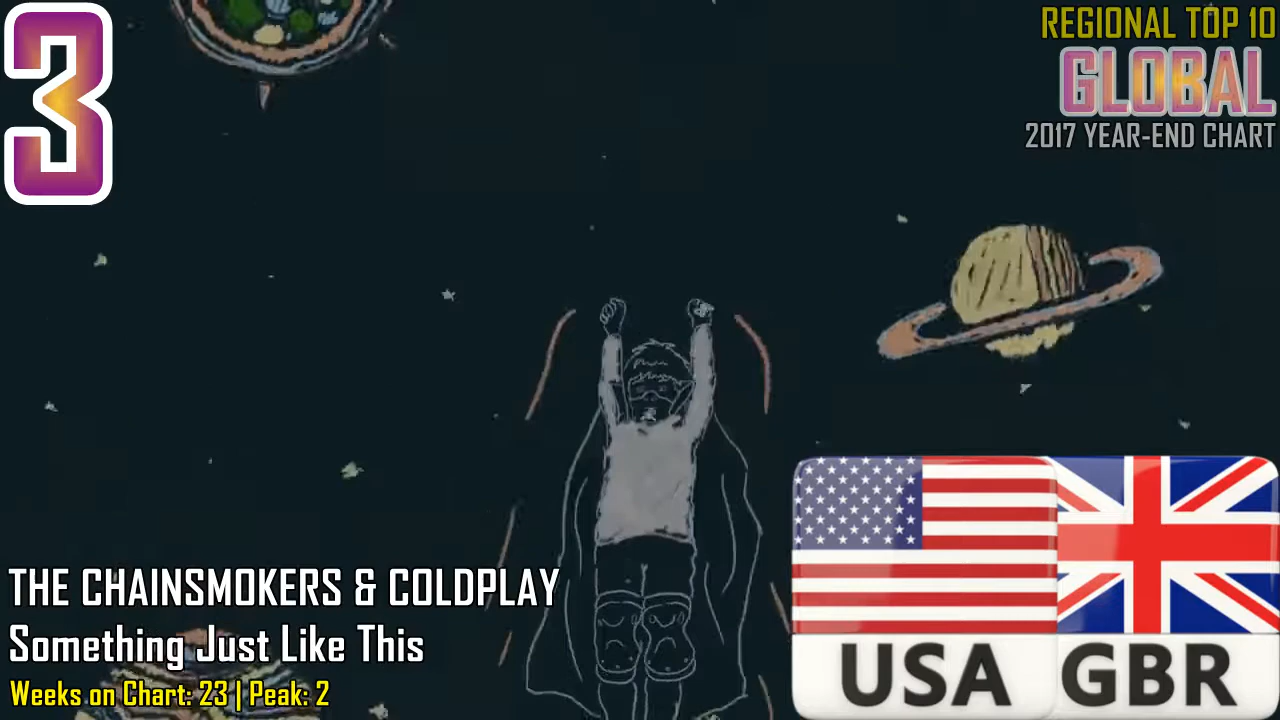 3
REGIONAL TOP 10
GLOBAL
2017 YEAR-END CHART
THE CHAINSMOKERS & COLDPLAY
Something Just Like This
Weeks on Chart: 23 | Peak: 2
USA GBR